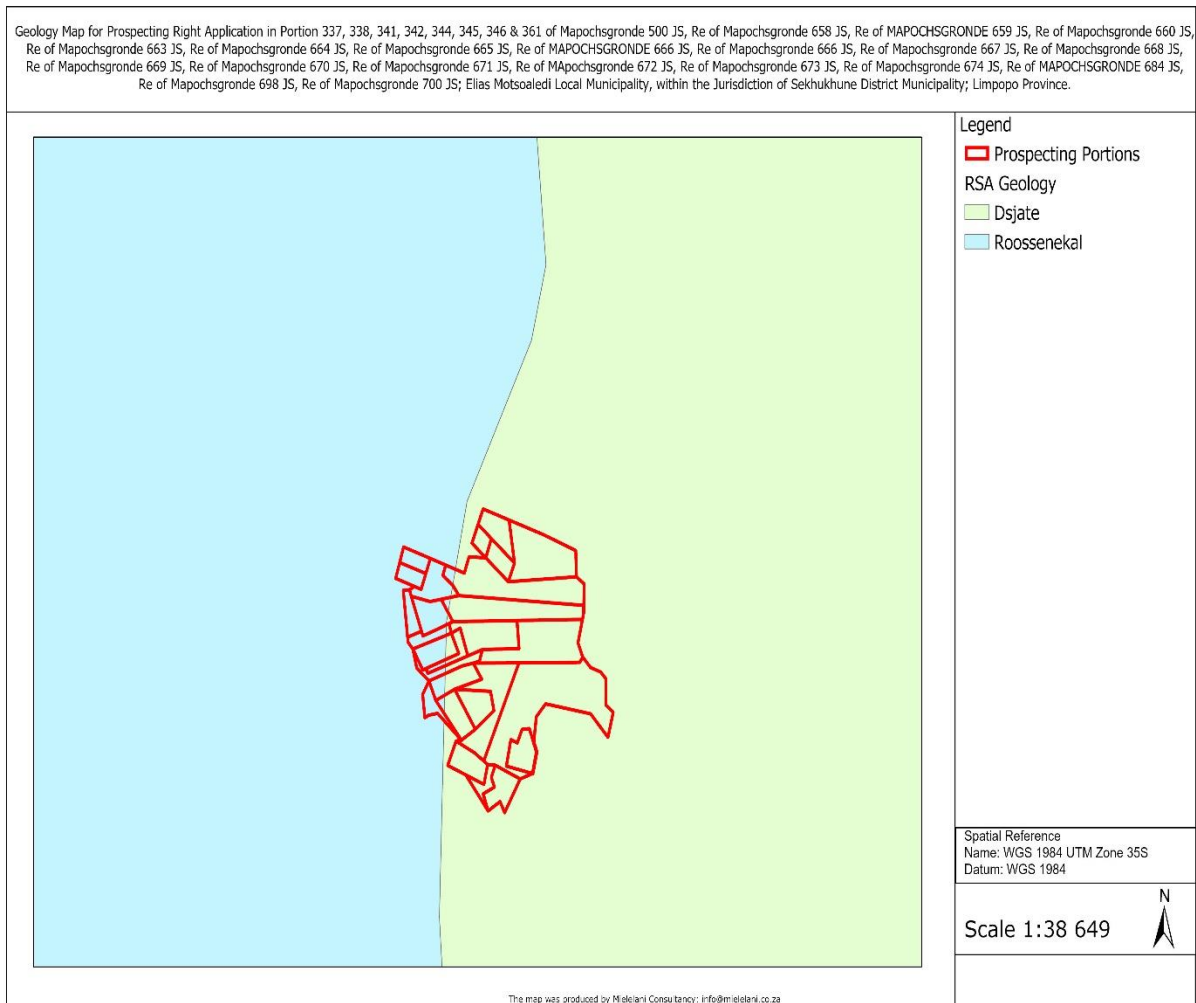 Geology Map for Prospecting Right Application in Portion 337, 338, 341, 342, 344, 345, 346 & 361 of Mapochsgronde 500 JS, Re of Mapochsgronde 658 JS, Re of MAPOCHSGRONDE 659 JS, Re of Mapochsgronde 660 JS,
Re of Mapochsgronde 663 JS, Re of Mapochsgronde 664 JS, Re of Mapochsgronde 665 JS, Re of MAPOCHSGRONDE 666 JS, Re of Mapochsgronde 666 JS, Re of Mapochsgronde 667 JS, Re of Mapochsgronde 668 JS,
Re of Mapochsgronde 669 JS, Re of Mapochsgronde 670 JS, Re of Mapochsgronde 671 JS, Re of MApochsgronde 672 JS, Re of Mapochsgronde 673 JS, Re of Mapochsgronde 674 JS, Re of MAPOCHSGRONDE 684 JS,
Re of Mapochsgronde 698 JS, Re of Mapochsgronde 700 JS; Elias Motsoaledi Local Municipality, within the Jurisdiction of Sekhukhune District Municipality; Limpopo Province.
Legend
Prospecting Portions
RSA Geology
Dsjate
Roossenekal
Spatial Reference
Name: WGS 1984 UTM Zone 35S
Datum: WGS 1984
N
Scale 1:38 649
The map was produced by Mielelani Consultancy: info@mielelani.co.za